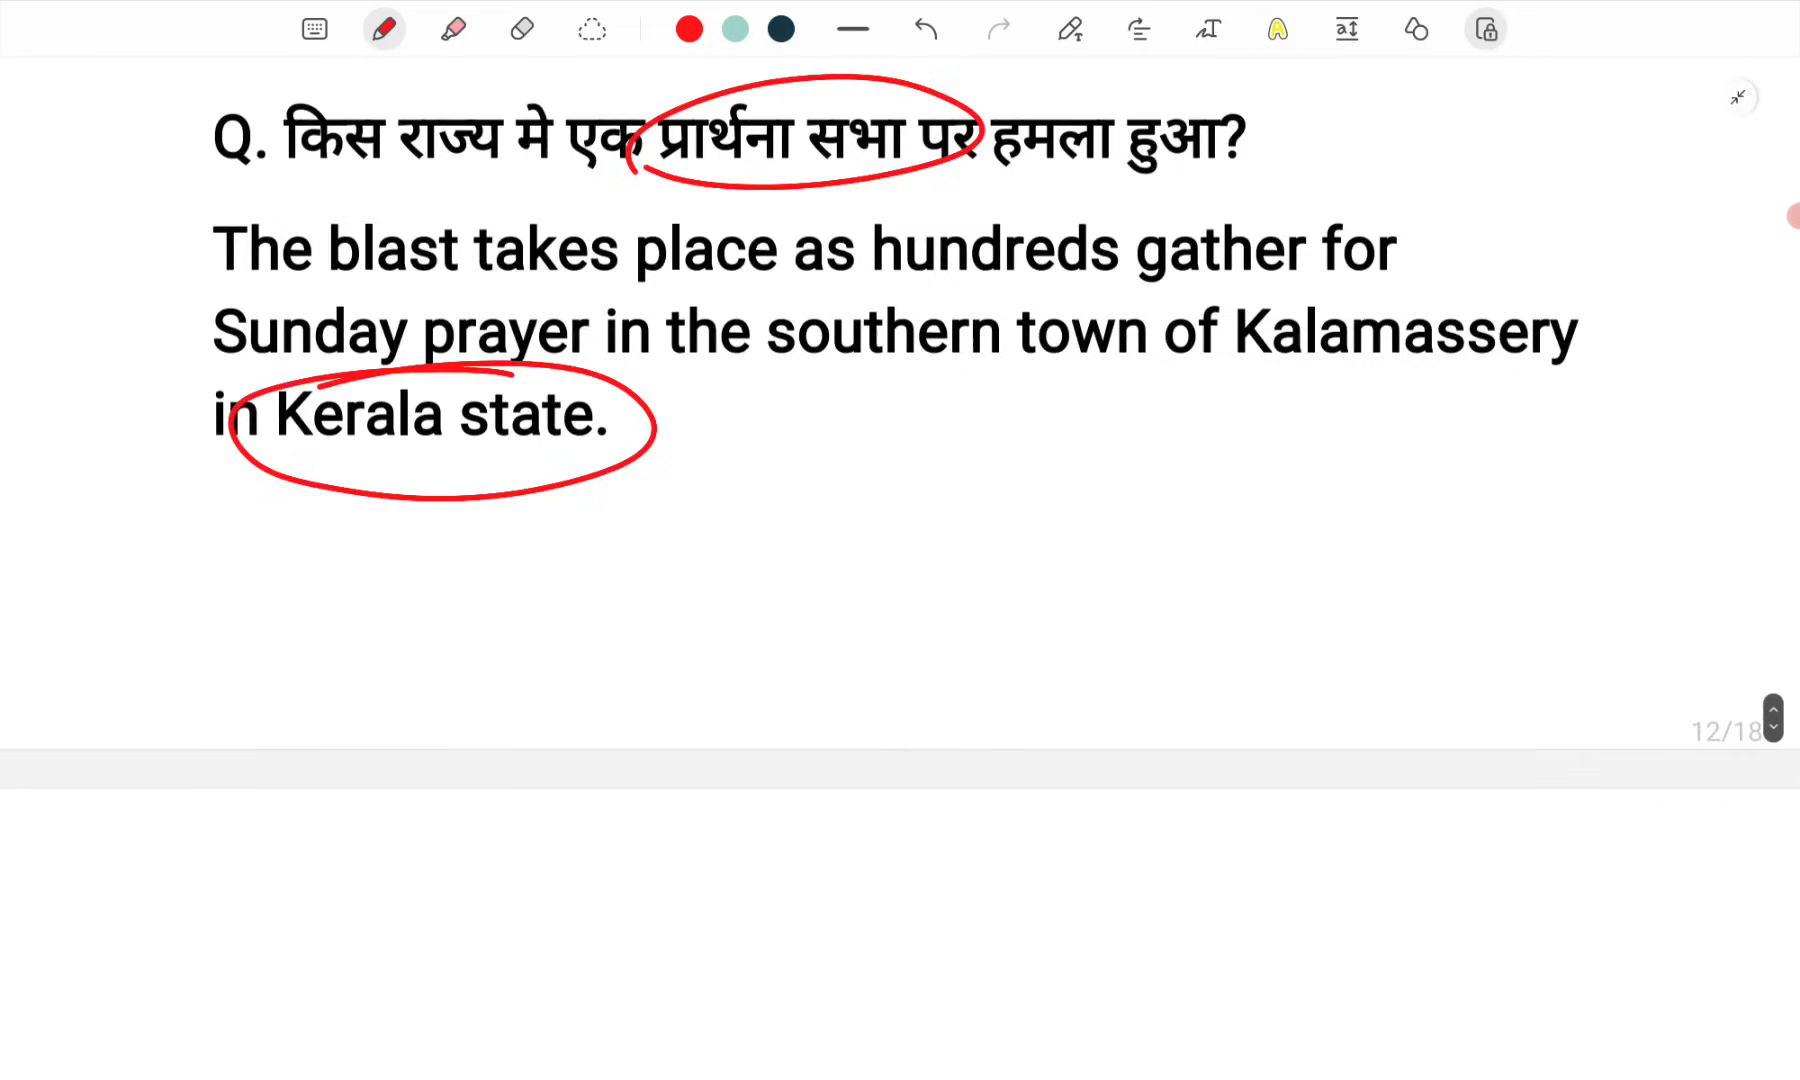 Q. किस राज्य मे एक प्रार्थना सभा पर हमला हुआ?
The blast takes place as hundreds gather for
Sunday prayer in the southern town of Kalamassery
in Kerala state.
12/18